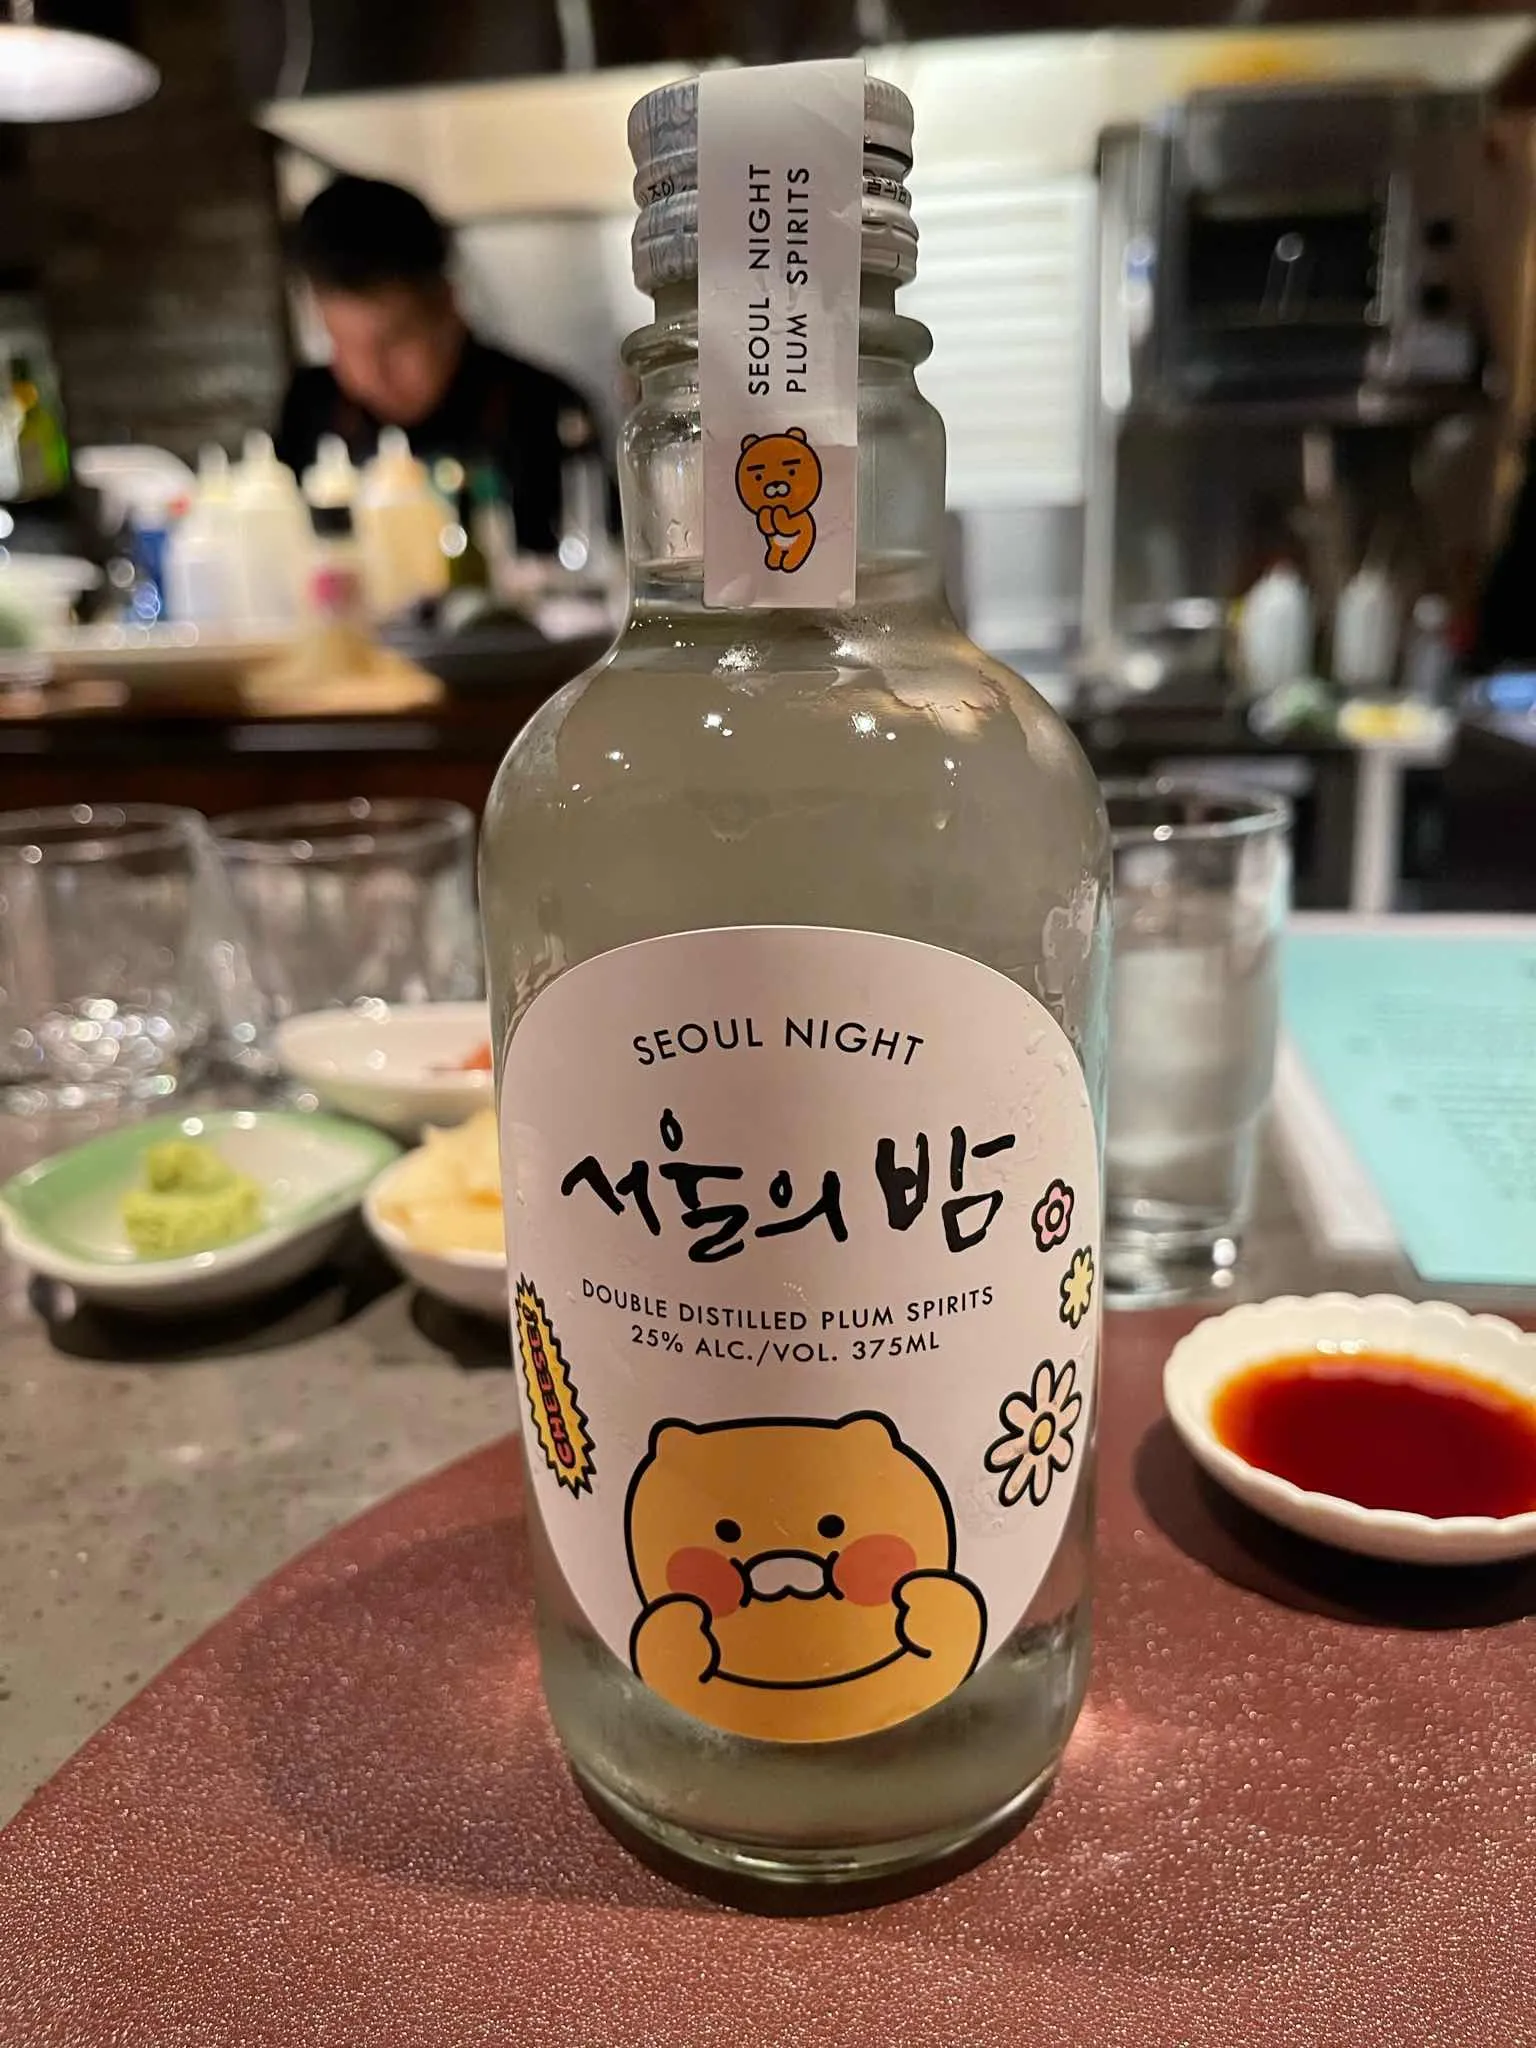 SEOUL NIGHT
PLUM SPIRITS
SEOUL NIGHT
서울의 밤
DOUBLE DISTILLED PLUM SPIRITS
25% ALC./VOL. 375ML
CHEESE!